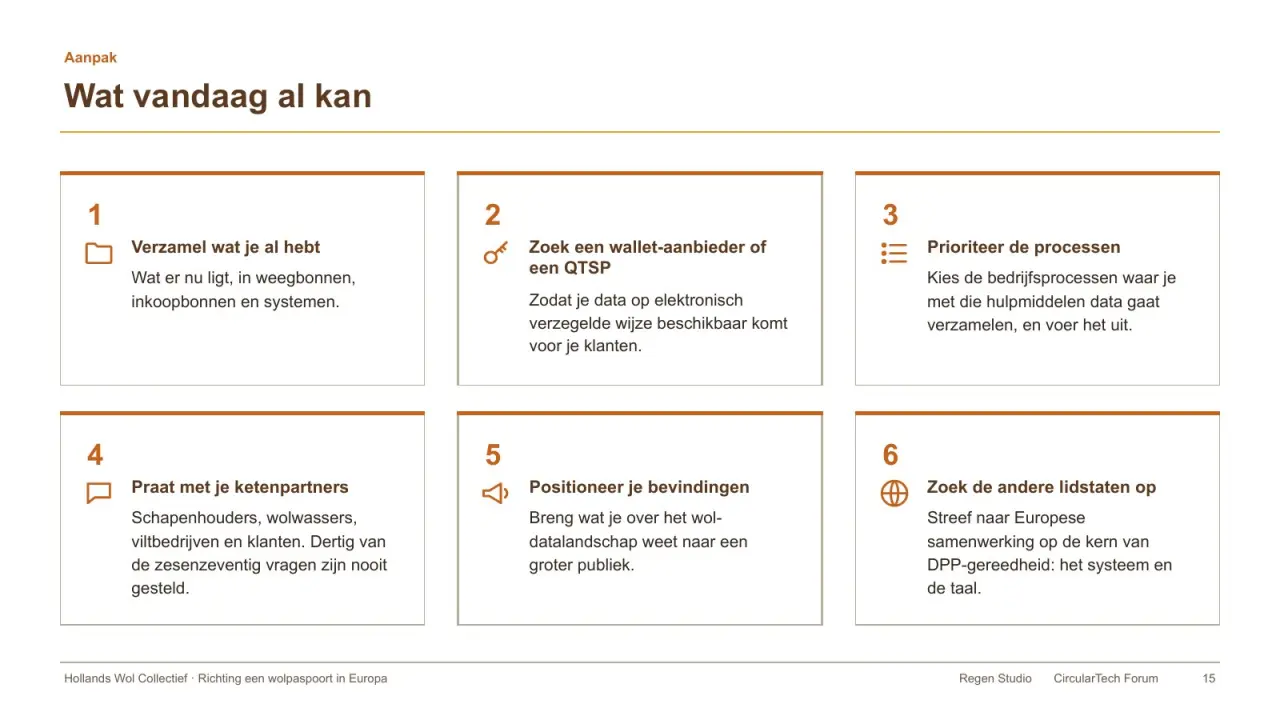 Aanpak
Wat vandaag al kan
1
Verzamel wat je al hebt
Wat er nu ligt, in weegbonnen,
inkoopbonnen en systemen.
2
Zoek een wallet-aanbieder of
een QTSP
Zodat je data op elektronisch
verzegelde wijze beschikbaar komt
voor je klanten.
3
Prioriteer de processen
Kies de bedrijfsprocessen waar je
met die hulpmiddelen data gaat
verzamelen, en voer het uit.
4
Praat met je ketenpartners
Schapenhouders, wolwassers,
viltbedrijven en klanten. Dertig van
de zesenzeventig vragen zijn nooit
gesteld.
5
Positioneer je bevindingen
Breng wat je over het wol-
datalandschap weet naar een
groter publiek.
6
Zoek de andere lidstaten op
Streef naar Europese
samenwerking op de kern van
DPP-gereedheid: het systeem en
de taal.
Hollands Wol Collectief · Richting een wolpaspoort in Europa
Regen Studio CircularTech Forum 15